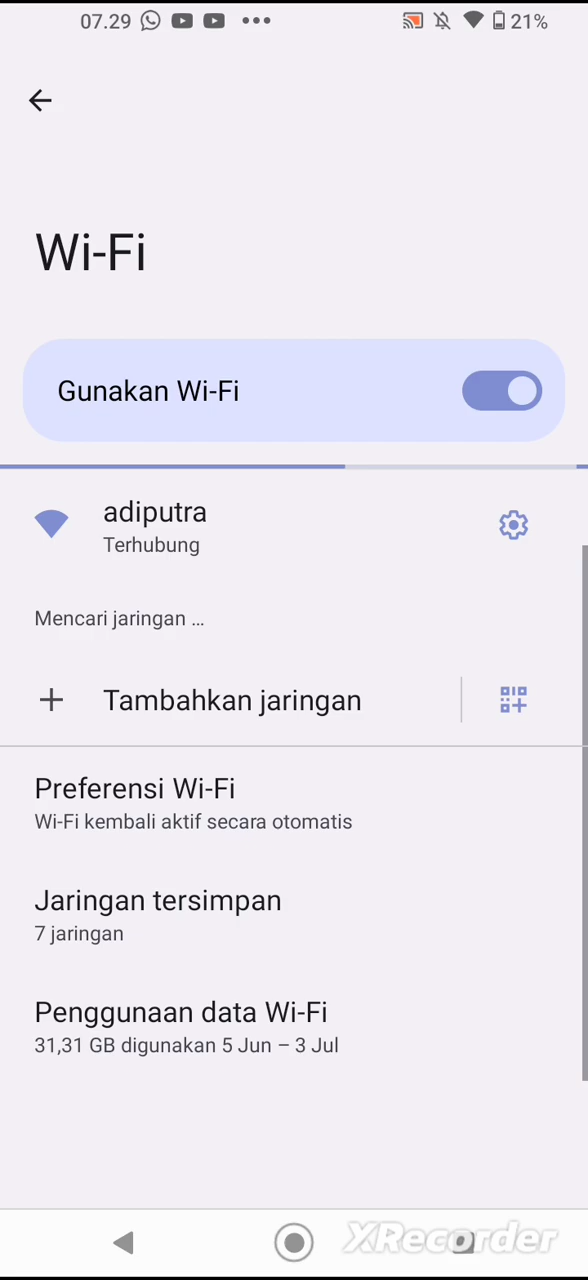 07.29
21%
Wi-Fi
Gunakan Wi-Fi
adiputra
Terhubung
Mencari jaringan …
Tambahkan jaringan
Preferensi Wi-Fi
Wi-Fi kembali aktif secara otomatis
Jaringan tersimpan
7 jaringan
Penggunaan data Wi-Fi
31,31 GB digunakan 5 Jun – 3 Jul
XRecorder